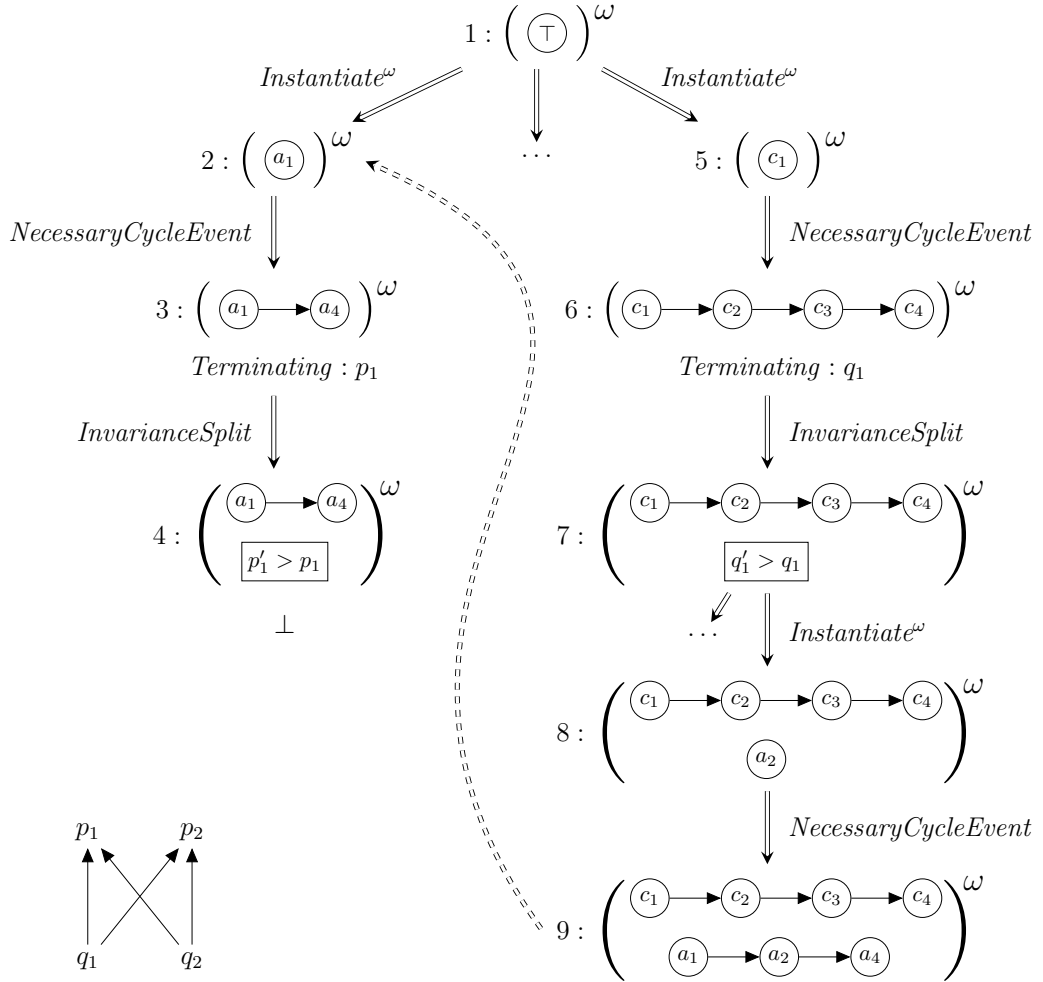 1 : ( ⊤ )^ω
Instantiate^ω Instantiate^ω
2 : ( a₁ )^ω ⋯ 5 : ( c₁ )^ω
NecessaryCycleEvent NecessaryCycleEvent
3 : ( a₁ a₄ )^ω 6 : ( c₁ c₂ c₃ c₄ )^ω
Terminating : p₁ Terminating : q₁
InvarianceSplit InvarianceSplit
4 : ( a₁ a₄ )^ω 7 : ( c₁ c₂ c₃ c₄ )^ω
p′₁ > p₁ q′₁ > q₁
⊥ ⋯ Instantiate^ω
8 : ( c₁ c₂ c₃ c₄ )^ω
a₂
NecessaryCycleEvent
p₁ p₂
9 : ( c₁ c₂ c₃ c₄ )^ω
a₁ a₂ a₄
q₁ q₂